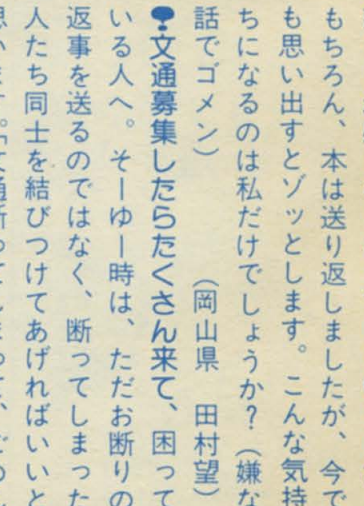 もちろん、本は送り返しましたが、今で
も思い出すとゾッとします。こんな気持
ちになるのは私だけでしょうか?(嫌な
話でゴメン)(岡山県 田村望)
文通募集したらたくさん来て、困って
いる人へ。そーゆー時は、ただお断りの
返事を送るのではなく、断ってしまった
人たち同士を結びつけてあげればいいと